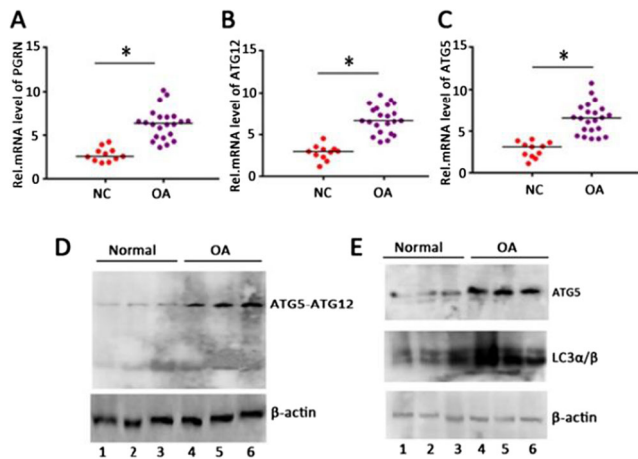 A
B
C
Rel.mRNA level of PGRN
15
10
5
0
*
NC OA
Rel.mRNA level of ATG12
15
10
5
0
*
NC OA
Rel.mRNA level of ATG5
15
10
5
0
*
NC OA
D
Normal OA
ATG5-ATG12
β-actin
1 2 3 4 5 6
E
Normal OA
ATG5
LC3α/β
β-actin
1 2 3 4 5 6